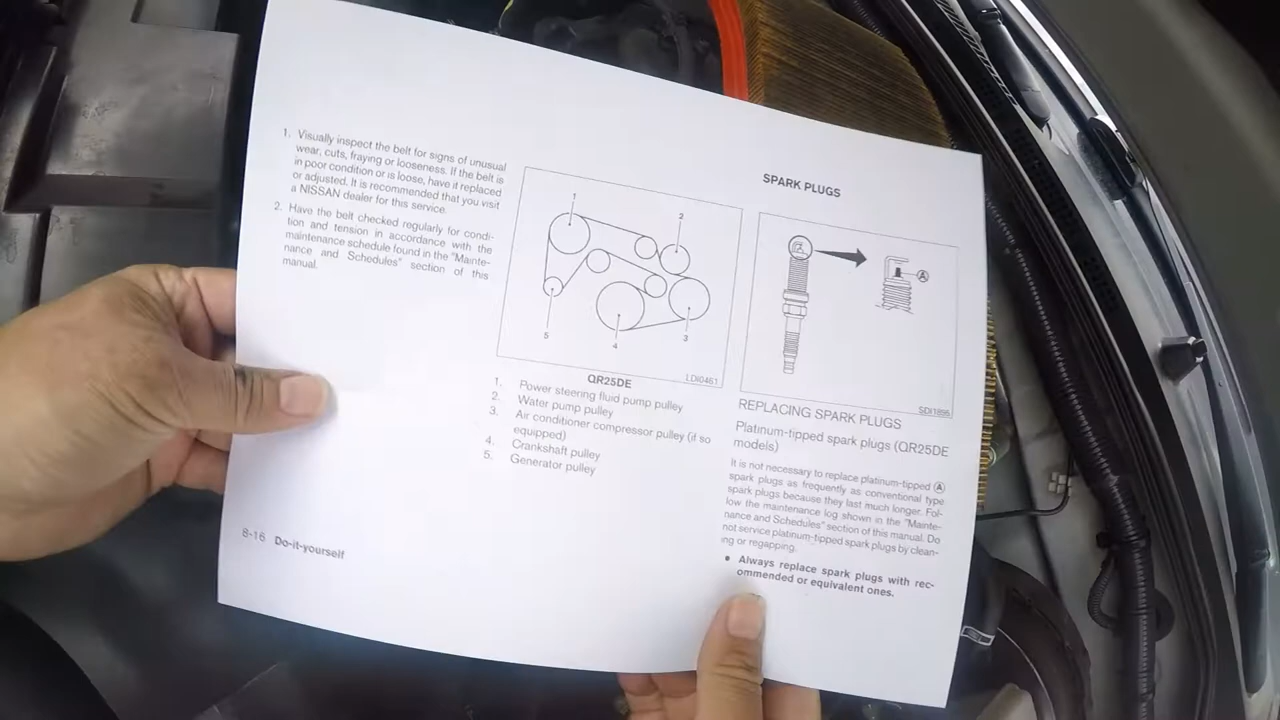 1. Visually inspect the belt for signs of unusual
wear, cuts, fraying or looseness. If the belt is
in poor condition or is loose, have it replaced
or adjusted. It is recommended that you visit
a NISSAN dealer for this service.
2. Have the belt checked regularly for condi-
tion and tension in accordance with the
maintenance schedule found in the "Mainte-
nance and Schedules" section of this
manual.
1
2
3
4
5
QR25DE
LDI0461
1. Power steering fluid pump pulley
2. Water pump pulley
3. Air conditioner compressor pulley (if so
equipped)
4. Crankshaft pulley
5. Generator pulley
SPARK PLUGS
A
SDI1895
REPLACING SPARK PLUGS
Platinum-tipped spark plugs (QR25DE
models)
It is not necessary to replace platinum-tipped Ⓐ
spark plugs as frequently as conventional type
spark plugs because they last much longer. Fol-
low the maintenance log shown in the "Mainte-
nance and Schedules" section of this manual. Do
not service platinum-tipped spark plugs by clean-
ing or regapping.
• Always replace spark plugs with rec-
ommended or equivalent ones.
8-16 Do-it-yourself